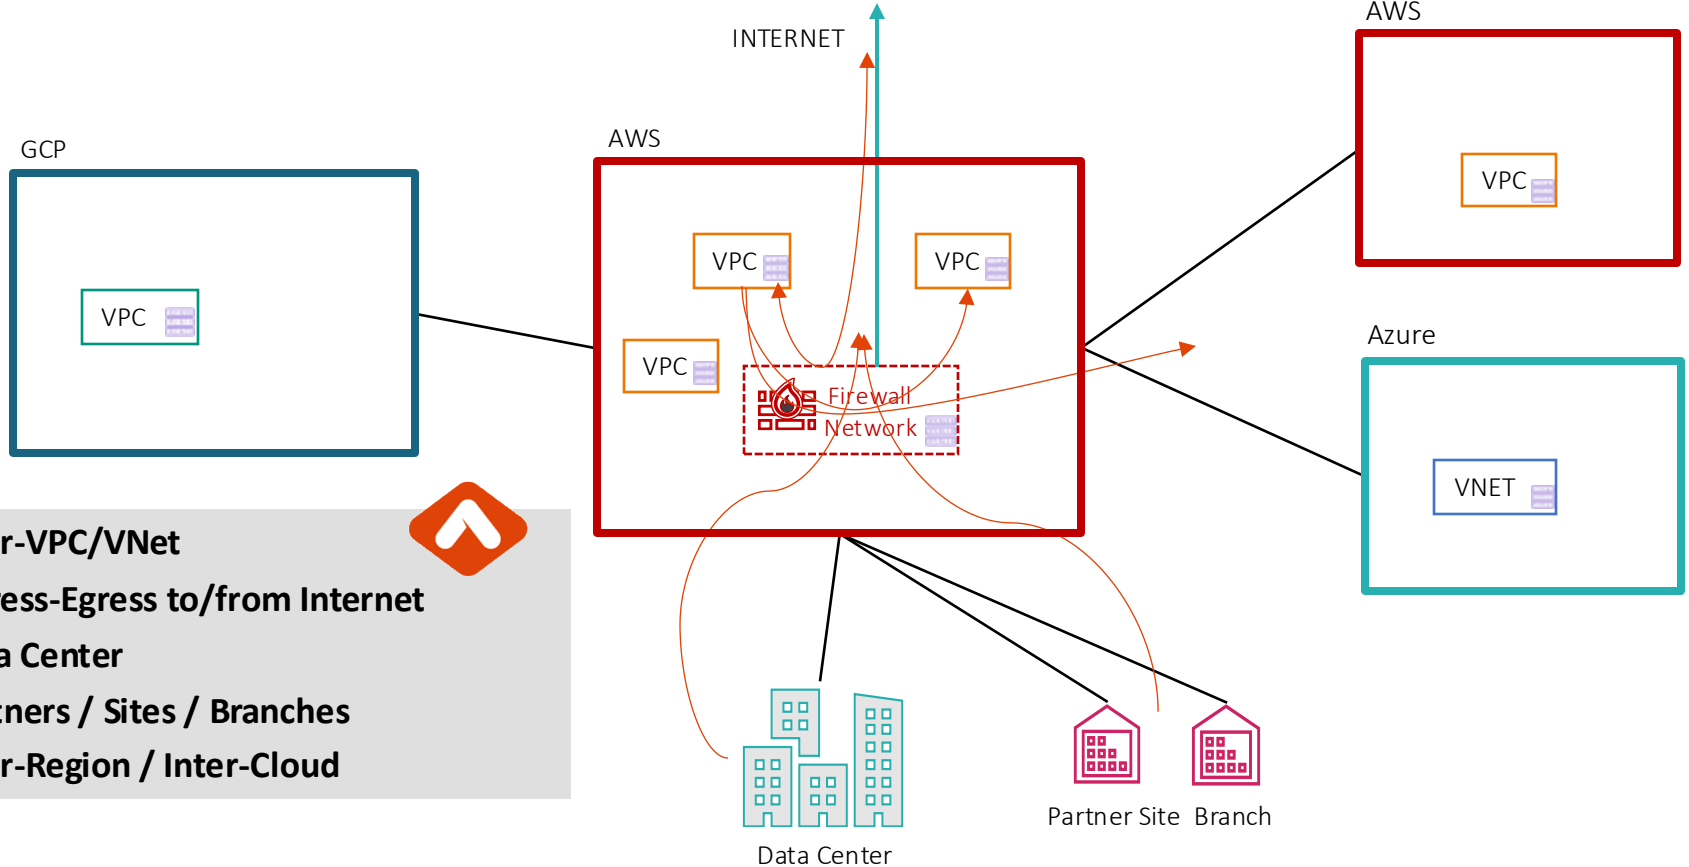 AWS
INTERNET
AWS
GCP
VPC
VPC
VPC
VPC
VPC
Azure
Firewall
Network
VNET
r-VPC/VNet
ess-Egress to/from Internet
a Center
tners / Sites / Branches
r-Region / Inter-Cloud
Partner Site
Branch
Data Center